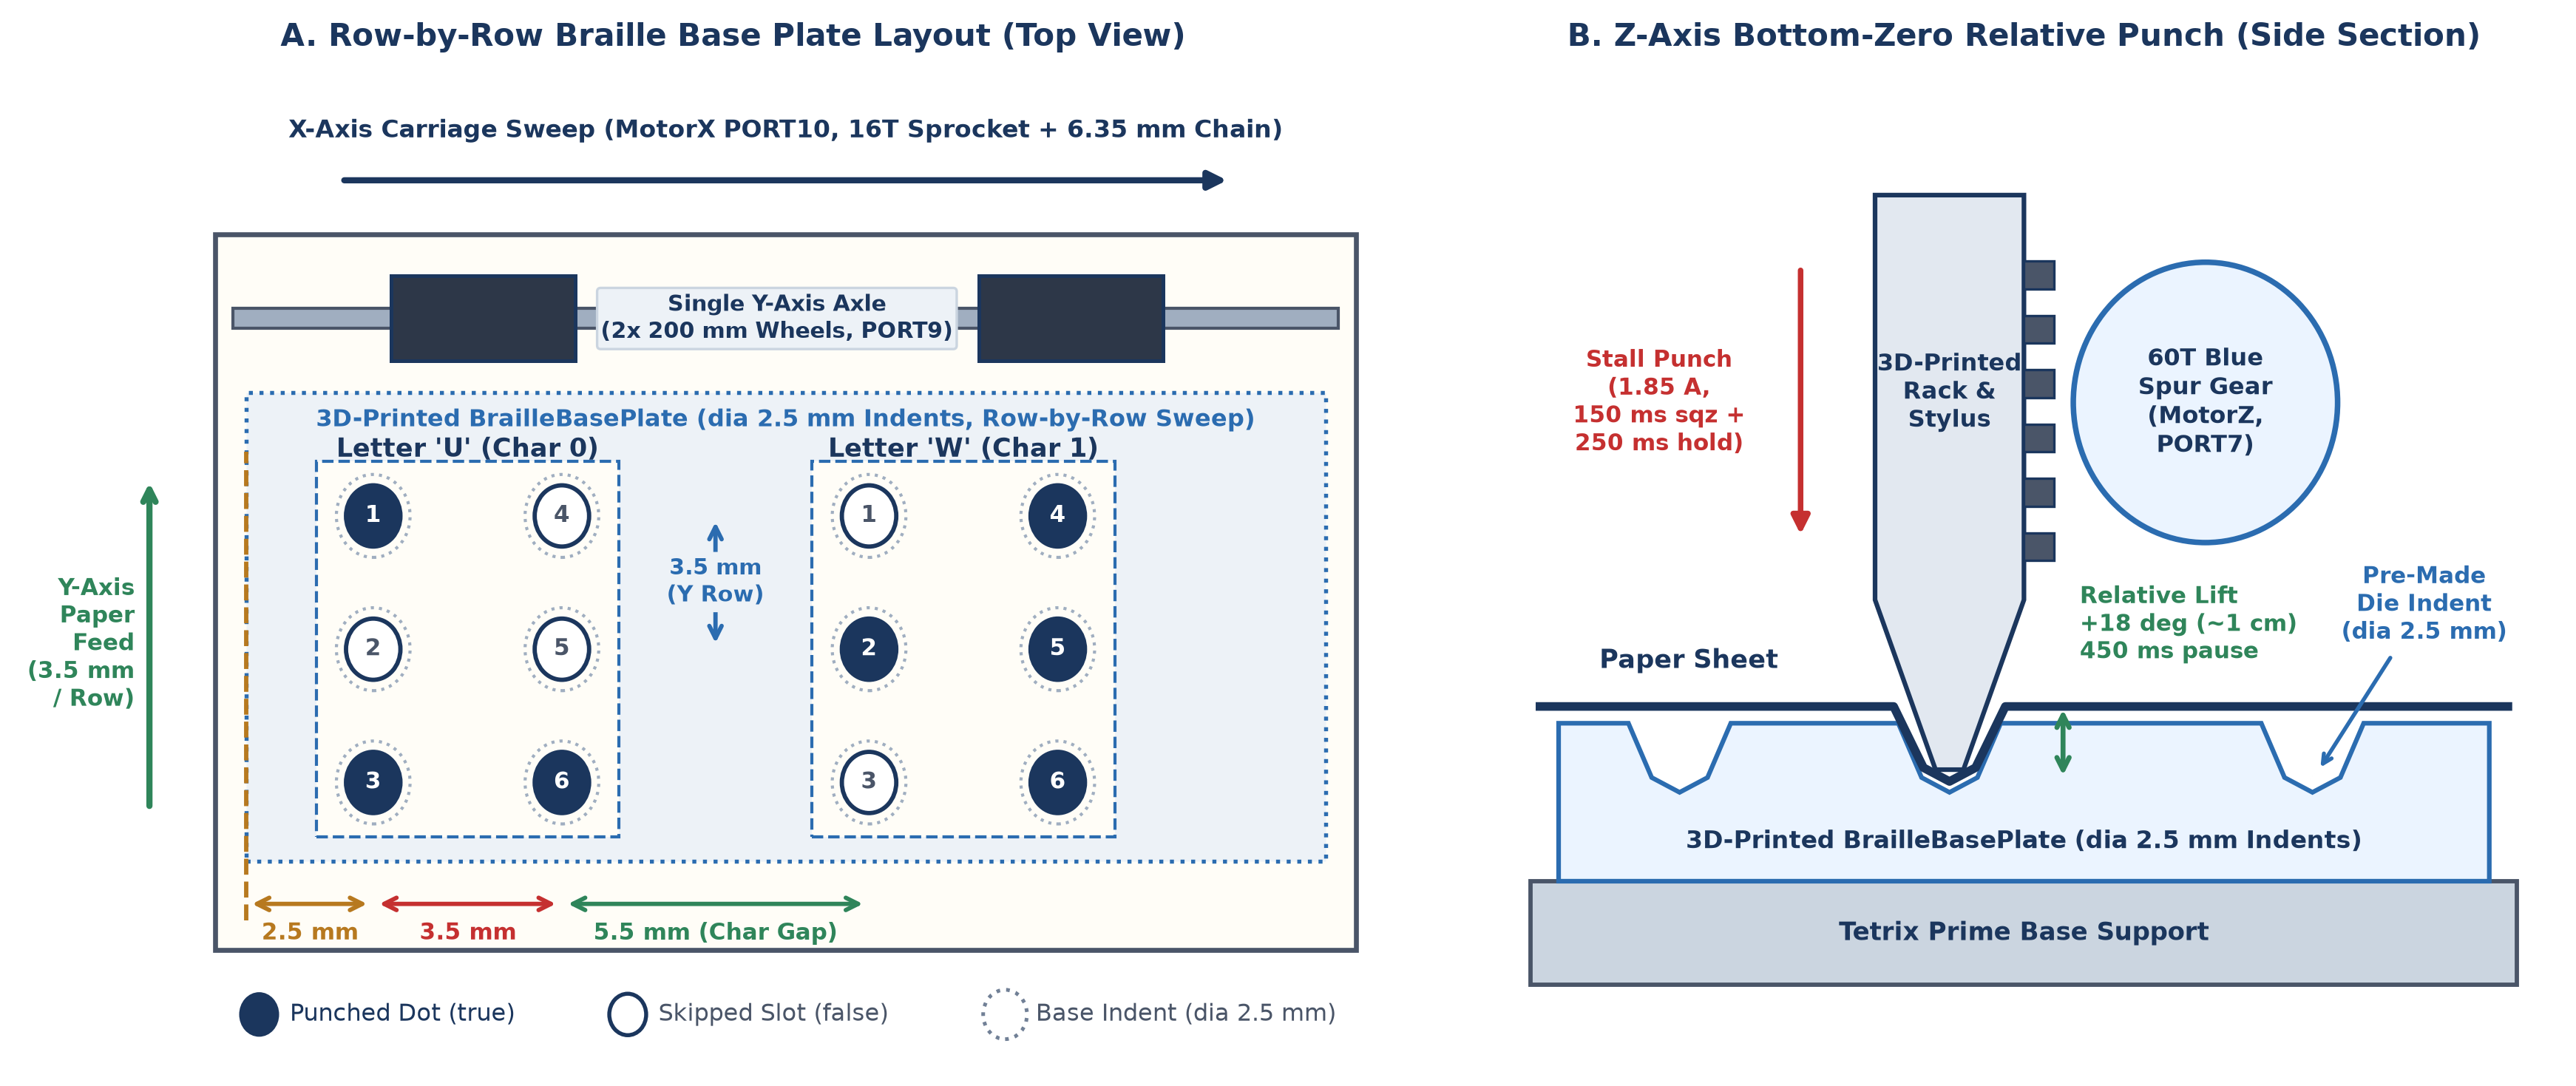 A. Row-by-Row Braille Base Plate Layout (Top View)
X-Axis Carriage Sweep (MotorX PORT10, 16T Sprocket + 6.35 mm Chain)
Single Y-Axis Axle
(2x 200 mm Wheels, PORT9)
3D-Printed BrailleBasePlate (dia 2.5 mm Indents, Row-by-Row Sweep)
Letter 'U' (Char 0)
Letter 'W' (Char 1)
1
4
1
4
3.5 mm
(Y Row)
2
5
2
5
3
6
3
6
Y-Axis
Paper
Feed
(3.5 mm
/ Row)
2.5 mm
3.5 mm
5.5 mm (Char Gap)
Punched Dot (true)
Skipped Slot (false)
Base Indent (dia 2.5 mm)
B. Z-Axis Bottom-Zero Relative Punch (Side Section)
Stall Punch
(1.85 A,
150 ms sqz +
250 ms hold)
3D-Printed
Rack &
Stylus
60T Blue
Spur Gear
(MotorZ,
PORT7)
Relative Lift
+18 deg (~1 cm)
450 ms pause
Pre-Made
Die Indent
(dia 2.5 mm)
Paper Sheet
3D-Printed BrailleBasePlate (dia 2.5 mm Indents)
Tetrix Prime Base Support